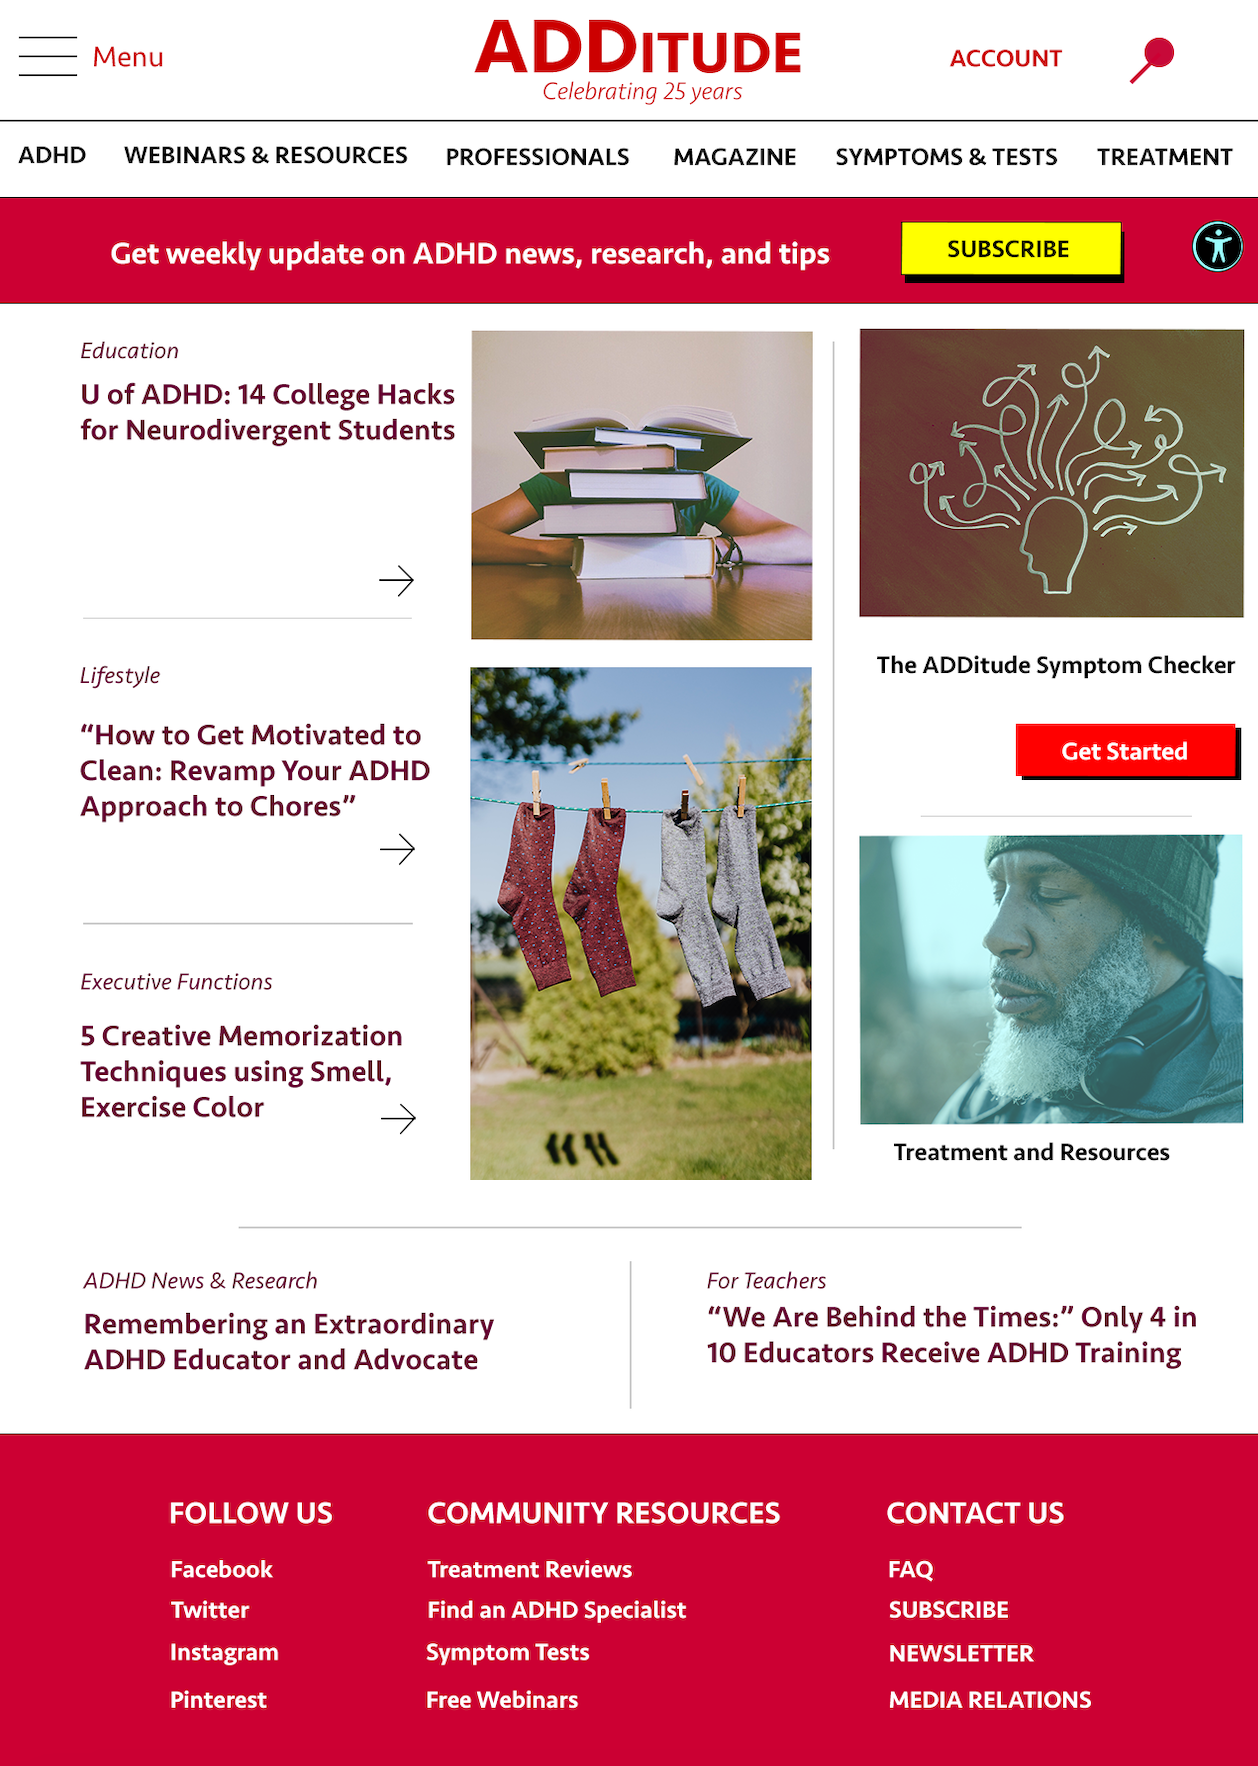 Menu
ADDITUDE
Celebrating 25 years
ACCOUNT
ADHD
WEBINARS & RESOURCES
PROFESSIONALS
MAGAZINE
SYMPTOMS & TESTS
TREATMENT
Get weekly update on ADHD news, research, and tips
SUBSCRIBE
Education
U of ADHD: 14 College Hacks
for Neurodivergent Students
Lifestyle
“How to Get Motivated to
Clean: Revamp Your ADHD
Approach to Chores”
Executive Functions
5 Creative Memorization
Techniques using Smell,
Exercise Color
The ADDitude Symptom Checker
Get Started
Treatment and Resources
ADHD News & Research
Remembering an Extraordinary
ADHD Educator and Advocate
For Teachers
“We Are Behind the Times:” Only 4 in
10 Educators Receive ADHD Training
FOLLOW US
Facebook
Twitter
Instagram
Pinterest
COMMUNITY RESOURCES
Treatment Reviews
Find an ADHD Specialist
Symptom Tests
Free Webinars
CONTACT US
FAQ
SUBSCRIBE
NEWSLETTER
MEDIA RELATIONS